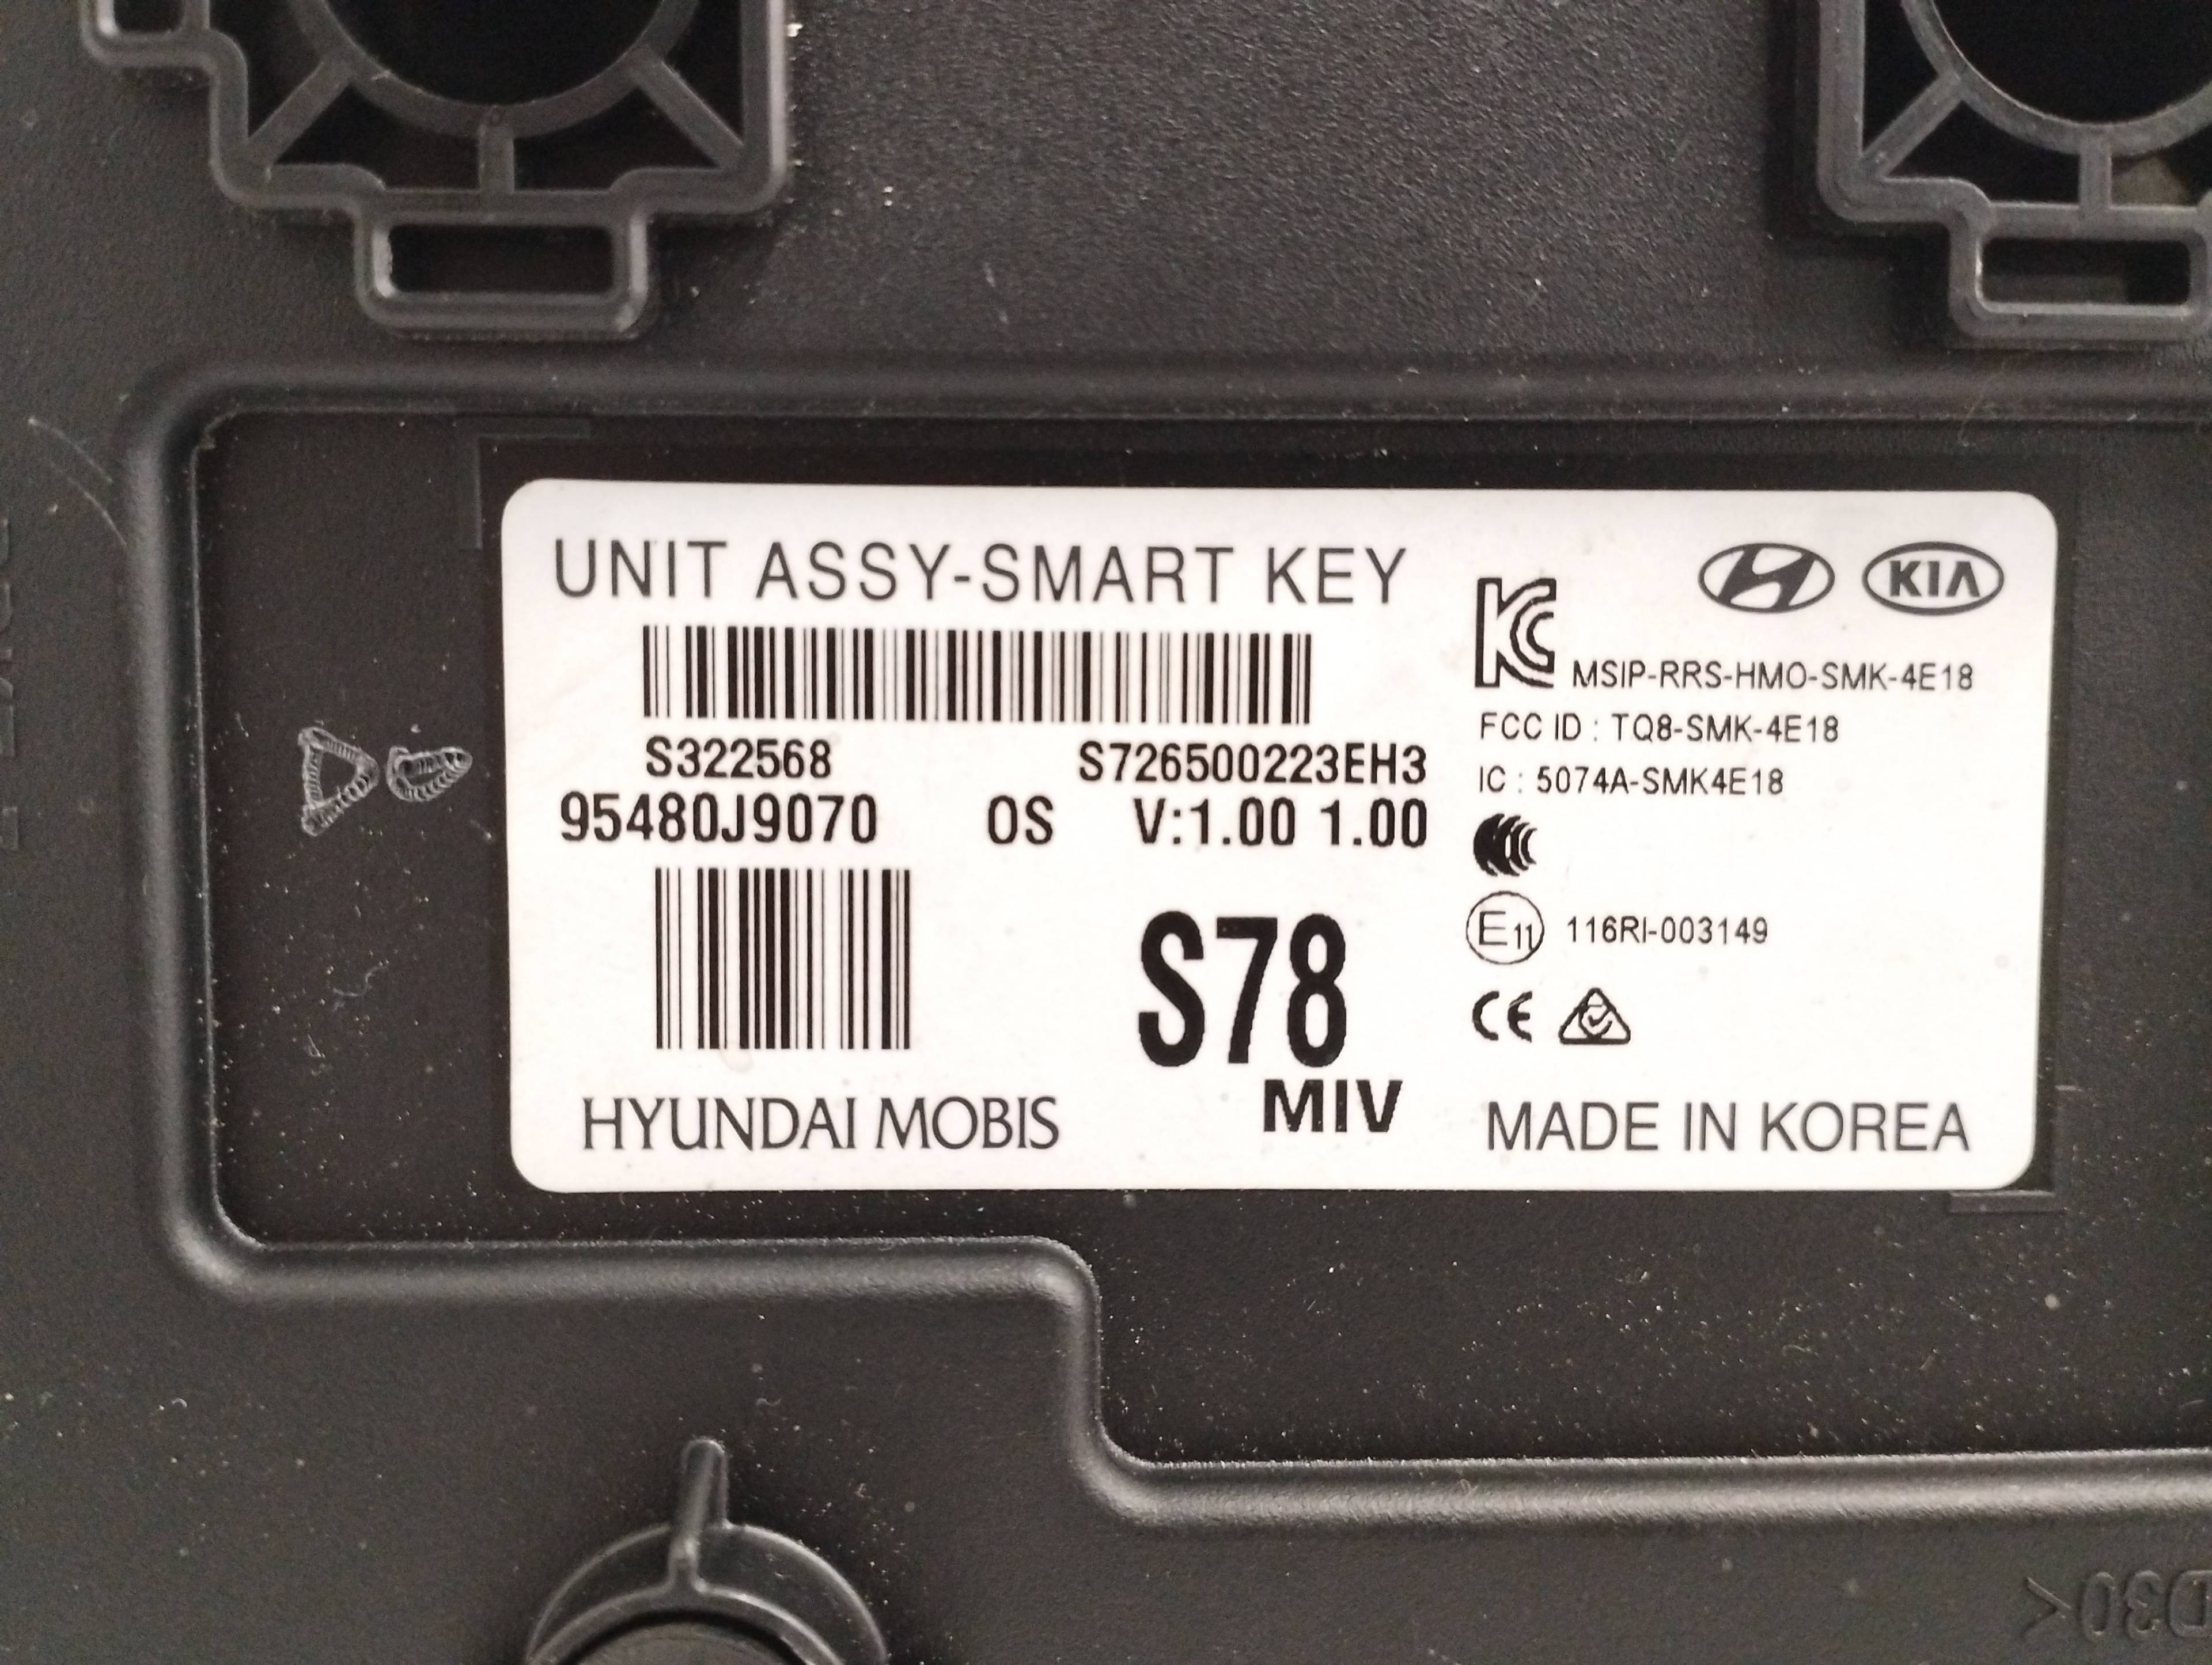 UNIT ASSY-SMART KEY
S322568 S726500223EH3
95480J9070 OS V:1.00 1.00
S78
MIV
HYUNDAI MOBIS
KIA
MSIP-RRS-HMO-SMK-4E18
FCC ID : TQ8-SMK-4E18
IC : 5074A-SMK4E18
E11 116RI-003149
CE
MADE IN KOREA
D30<